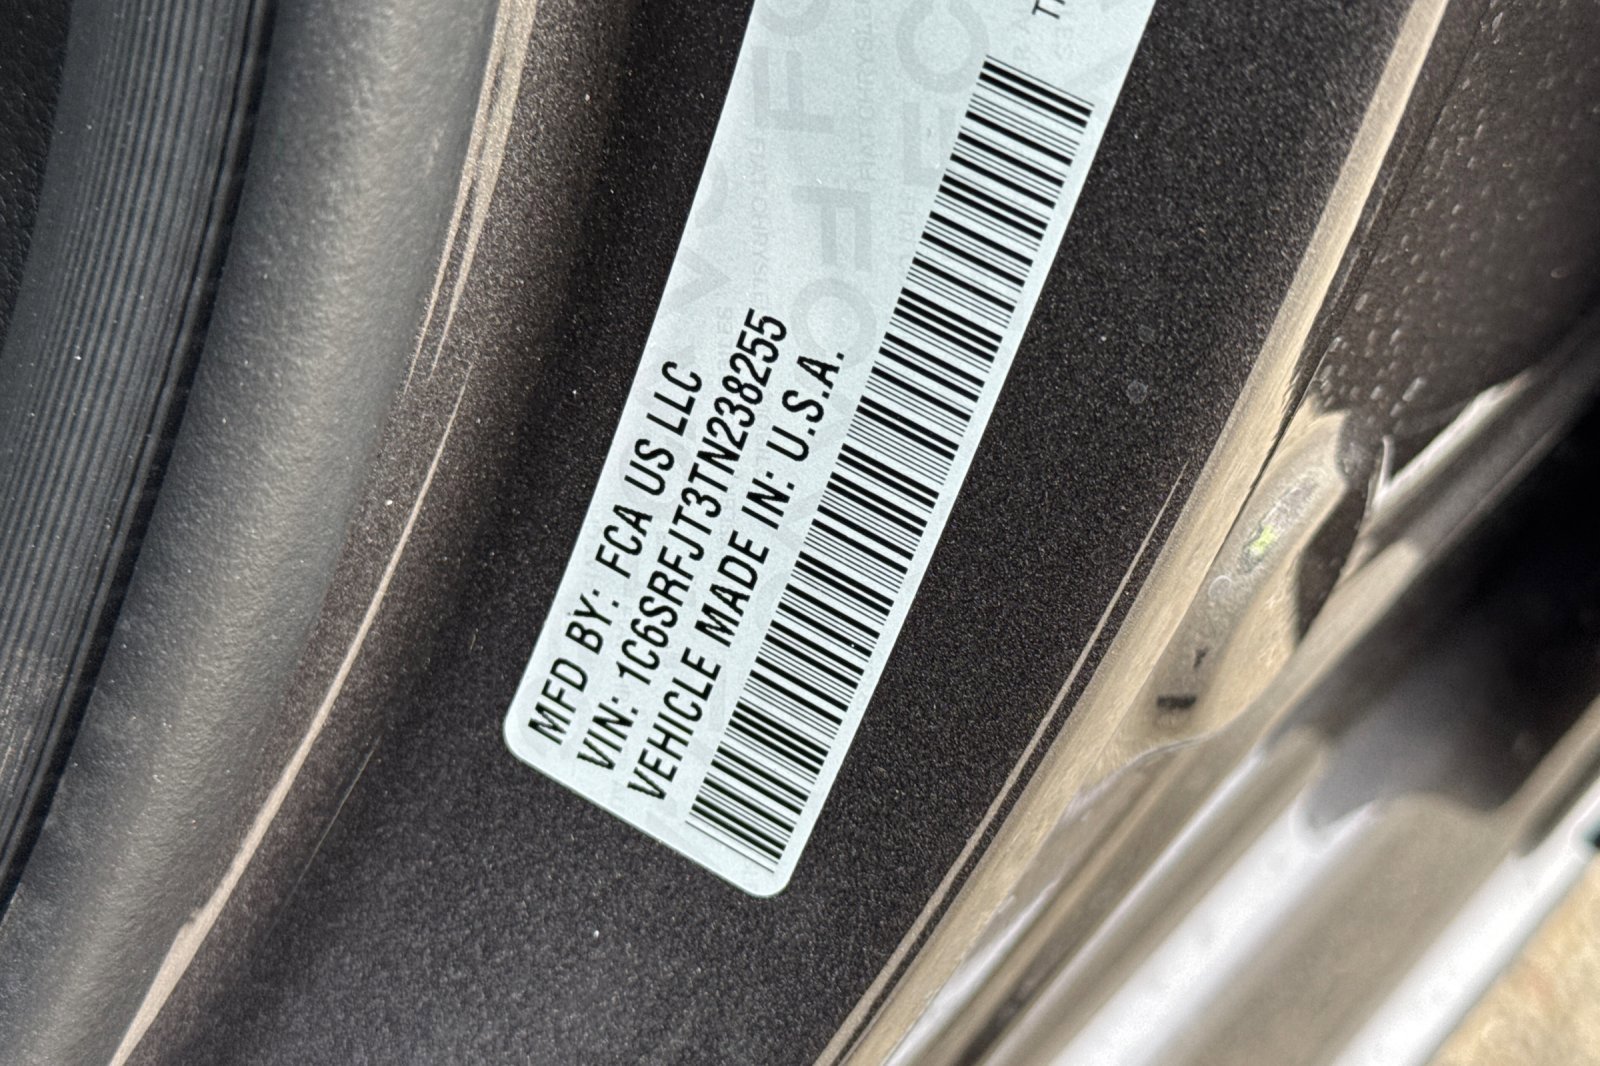 MFD BY: FCA US LLC
VIN: 1C6SRFJT3TN238255
VEHICLE MADE IN: U.S.A.